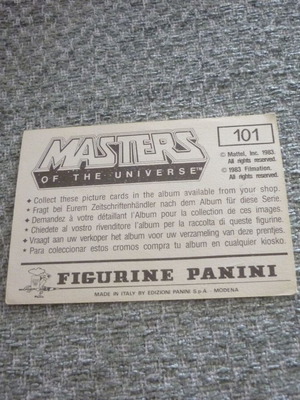 MASTERS
OF THE UNIVERSE
101
© Mattel, Inc. 1983.
All rights reserved.
© 1983 Filmation.
All rights reserved.
• Collect these picture cards in the album available from your shop.
• Fragt bei Eurem Zeitschriftenhändler nach dem Album für diese Serie.
• Demandez à votre détaillant l'Album pour la collection de ces images.
• Chiedete al vostro rivenditore l'album per la raccolta di queste figurine.
• Vraagt aan uw verkoper het album voor uw verzameling van deze prentjes.
• Para coleccionar estos cromos compra tu album en cualquier kiosko.
FIGURINE PANINI
MADE IN ITALY BY EDIZIONI PANINI S.p.A. - MODENA